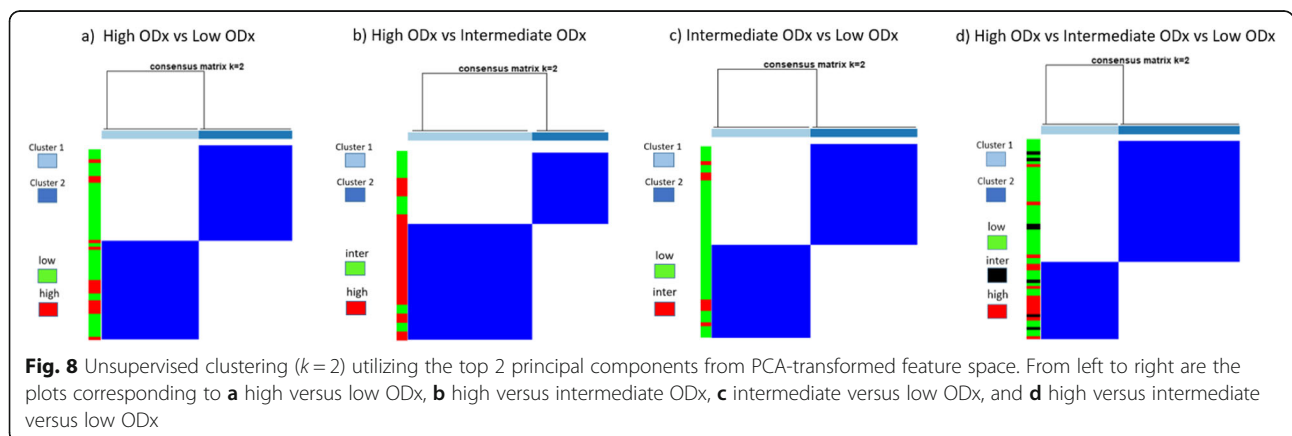 a) High ODx vs Low ODx
b) High ODx vs Intermediate ODx
c) Intermediate ODx vs Low ODx
d) High ODx vs Intermediate ODx vs Low ODx
consensus matrix k=2
consensus matrix k=2
consensus matrix k=2
consensus matrix k=2
Cluster 1
Cluster 2
low
high
Cluster 1
Cluster 2
inter
high
Cluster 1
Cluster 2
low
inter
Cluster 1
Cluster 2
low
inter
high
Fig. 8 Unsupervised clustering (k = 2) utilizing the top 2 principal components from PCA-transformed feature space. From left to right are the
plots corresponding to a high versus low ODx, b high versus intermediate ODx, c intermediate versus low ODx, and d high versus intermediate
versus low ODx